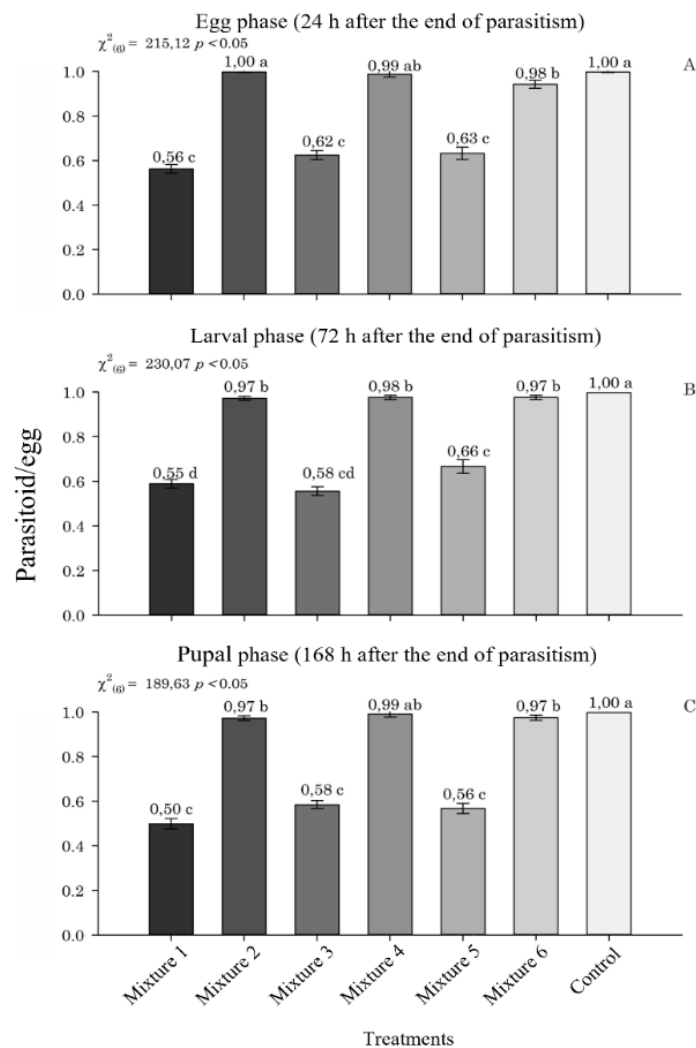 Egg phase (24 h after the end of parasitism)
χ²₍₆₎ = 215,12 p <0.05
A
1,00 a 0,99 ab 0,98 b 1,00 a
0,56 c 0,62 c 0,63 c
1.0
0.8
0.6
0.4
0.2
0.0
Larval phase (72 h after the end of parasitism)
χ²₍₆₎ = 230,07 p <0.05
B
0,97 b 0,98 b 0,97 b 1,00 a
0,55 d 0,58 cd 0,66 c
1.0
0.8
0.6
0.4
0.2
0.0
Parasitoid/egg
Pupal phase (168 h after the end of parasitism)
χ²₍₆₎ = 189,63 p <0.05
C
0,97 b 0,99 ab 0,97 b 1,00 a
0,50 c 0,58 c 0,56 c
1.0
0.8
0.6
0.4
0.2
0.0
Mixture 1
Mixture 2
Mixture 3
Mixture 4
Mixture 5
Mixture 6
Control
Treatments